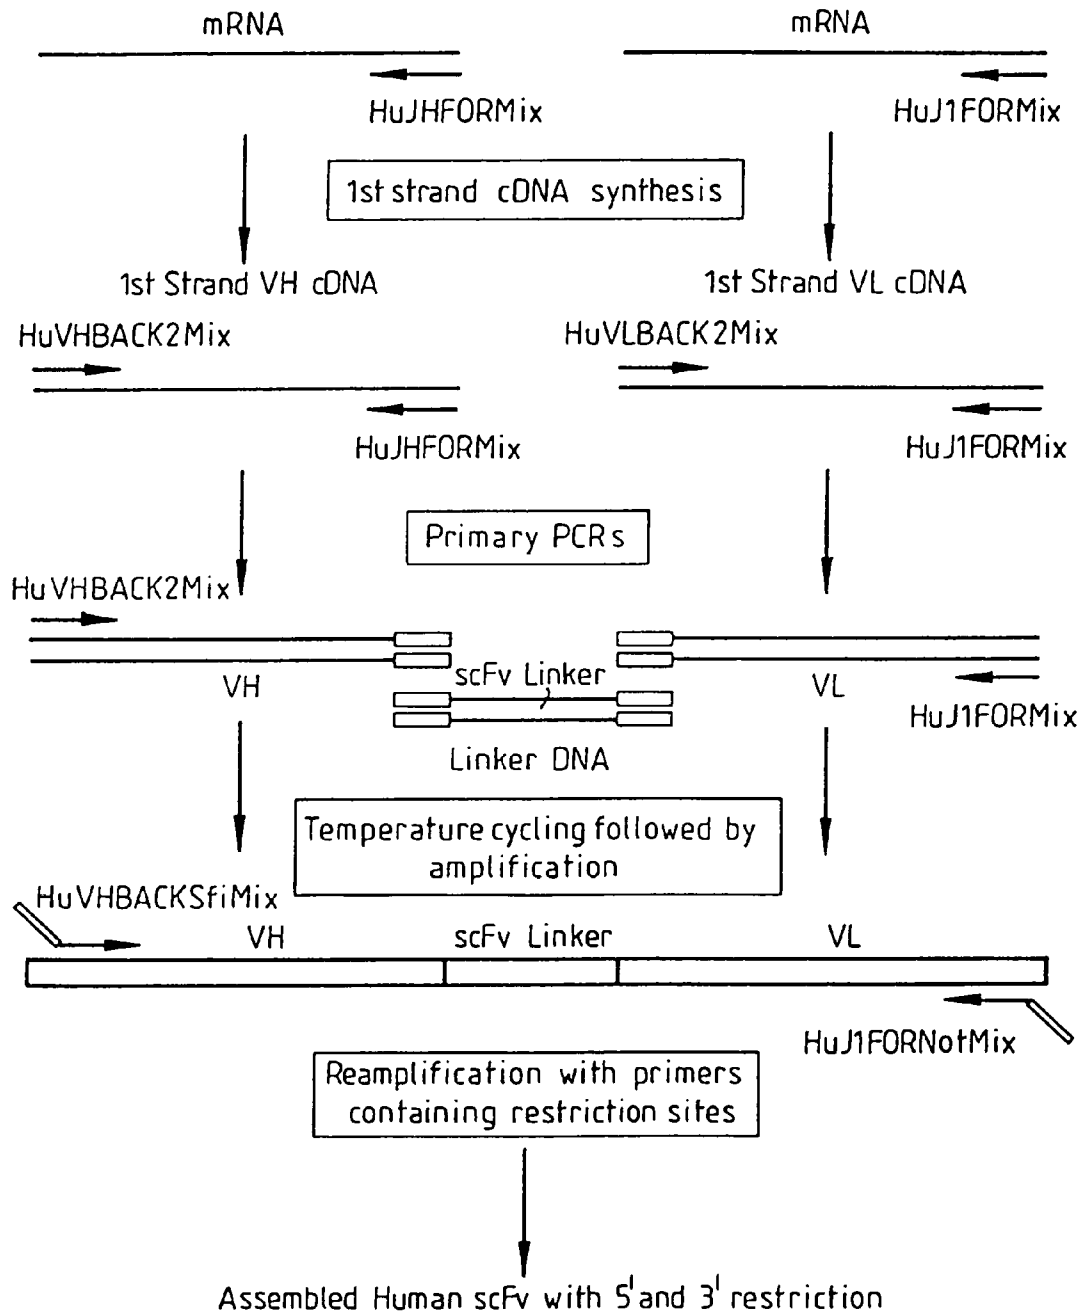 mRNA
mRNA
HuJHFORMix
HuJ1FORMix
1st strand cDNA synthesis
1st Strand VH cDNA
1st Strand VL cDNA
HuVHBACK2Mix
HuVLBACK2Mix
HuJHFORMix
HuJ1FORMix
Primary PCRs
HuVHBACK2Mix
VH
scFv Linker
VL
HuJ1FORMix
Linker DNA
Temperature cycling followed by
amplification
HuVHBACKSfiMix
VH
scFv Linker
VL
HuJ1FORNotMix
Reamplification with primers
containing restriction sites
Assembled Human scFv with 5' and 3' restriction